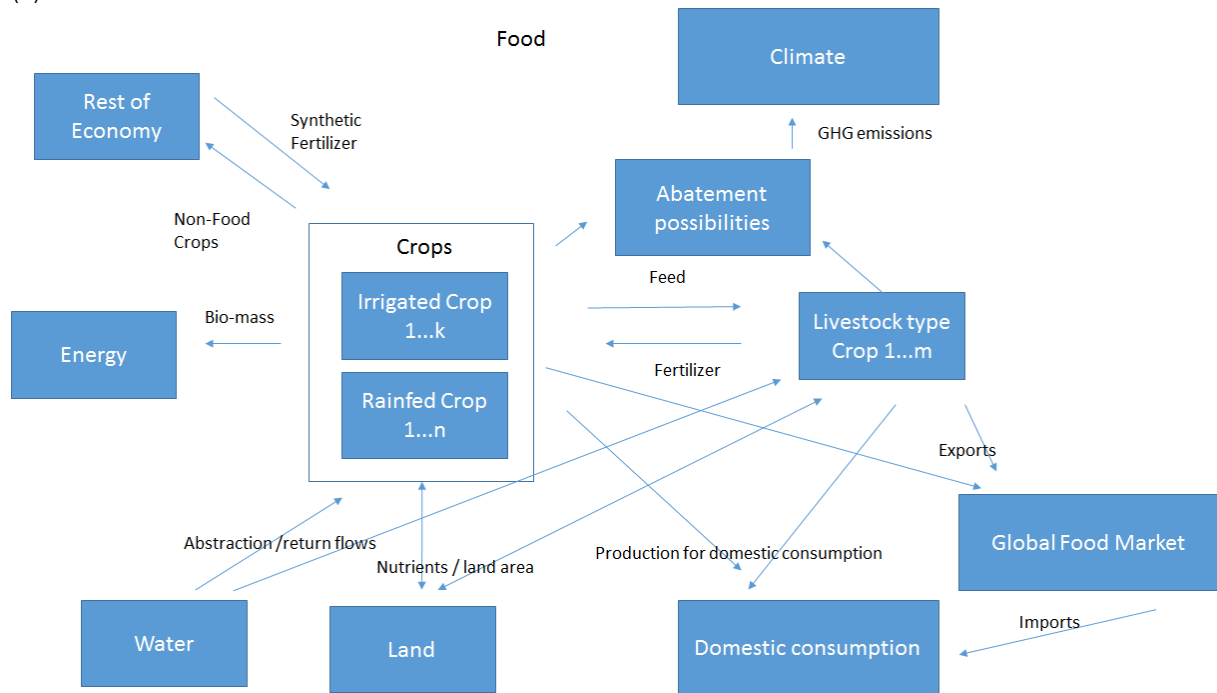 Food
Climate
Rest of
Economy
Synthetic
Fertilizer
GHG emissions
Abatement
possibilities
Non-Food
Crops
Crops
Feed
Irrigated Crop
1...k
Livestock type
Crop 1...m
Bio-mass
Energy
Fertilizer
Rainfed Crop
1...n
Exports
Abstraction /return flows
Production for domestic consumption
Global Food Market
Nutrients / land area
Imports
Water
Land
Domestic consumption